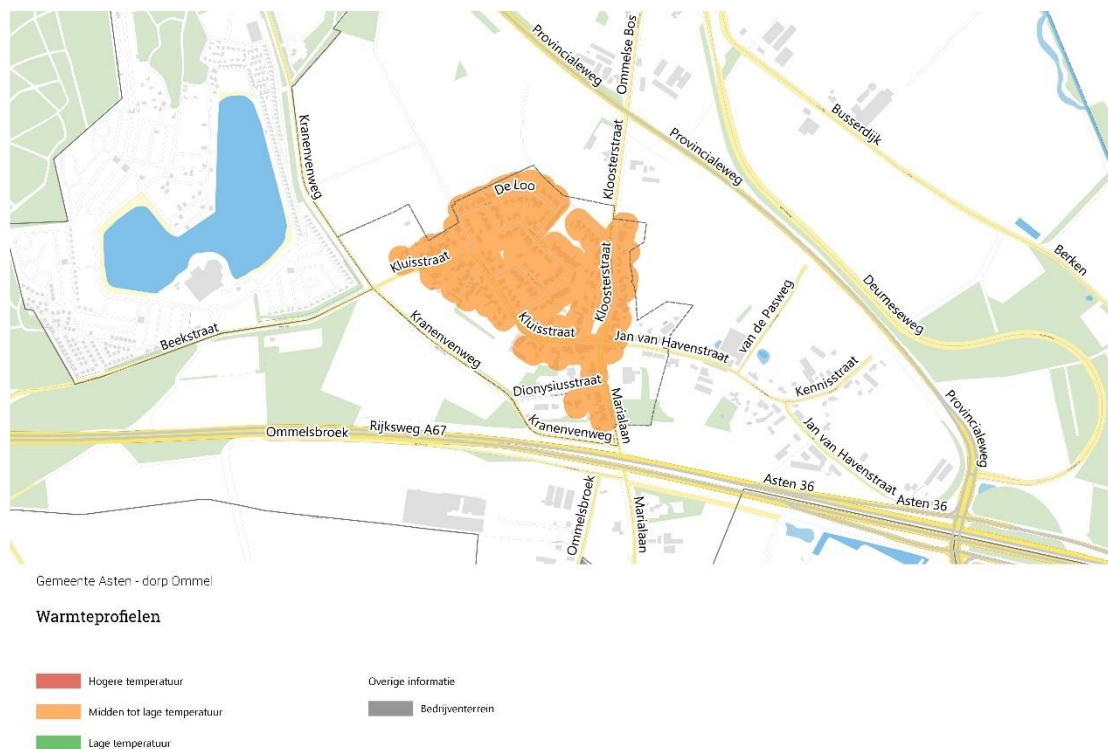 Provincialeweg
Ommelse Bos
Busserdijk
Kranenvenweg
Kloosterstraat
Provincialeweg
De Loo
Berken
Kluisstraat
Kloosterstraat
van de Pasweg
Deurneseweg
Beekstraat
Kranenvenweg
Kluisstraat
Jan van Havenstraat
Kennisstraat
Dionysiusstraat
Marialaan
Provincialeweg
Ommelsbroek
Rijksweg A67
Kranenvenweg
Jan van Havenstraat
Asten 36
Asten 36
Ommelsbroek
Marialaan
Gemeente Asten - dorp Ommel
Warmteprofielen
Hogere temperatuur
Overige informatie
Midden tot lage temperatuur
Bedrijventerrein
Lage temperatuur